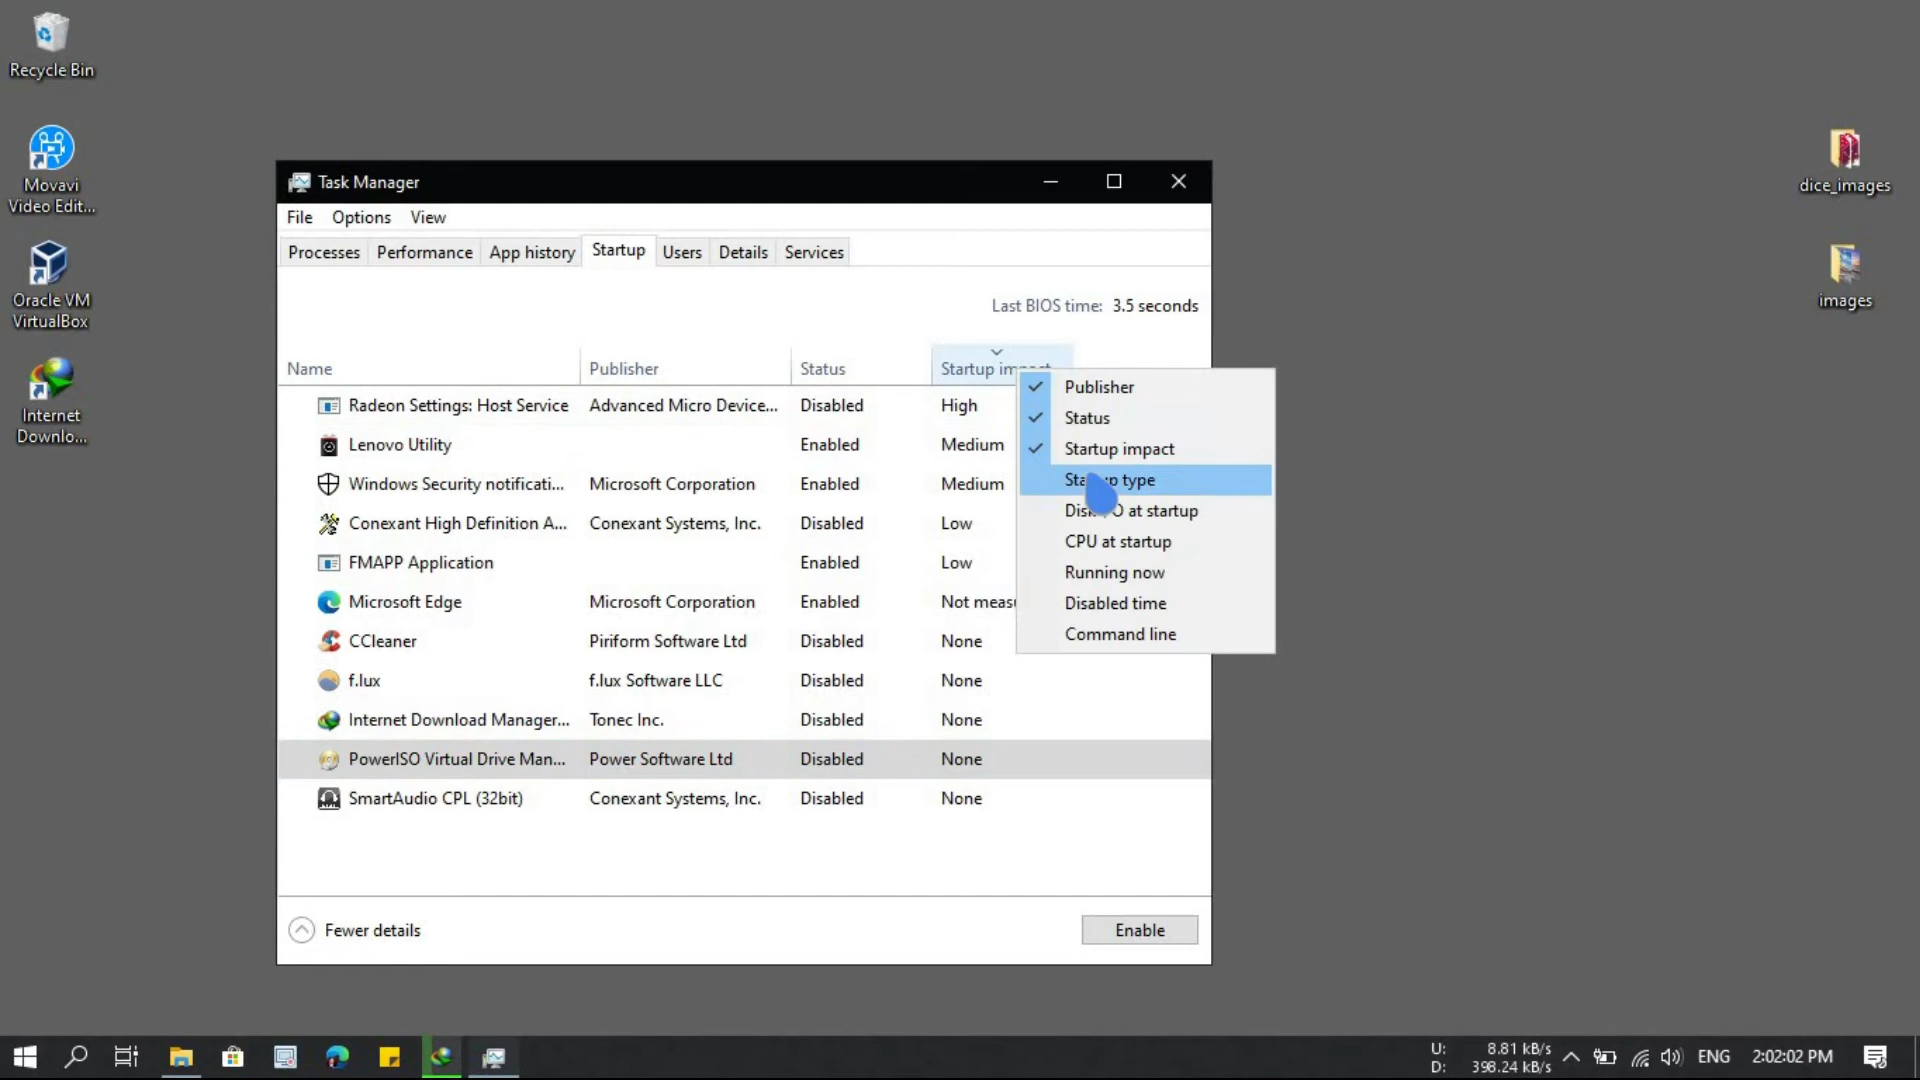 Recycle Bin
Movavi
Video Edit...
Oracle VM
VirtualBox
Internet
Downlo...
dice_images
images
Task Manager
File Options View
Processes Performance App history Startup Users Details Services
Last BIOS time: 3.5 seconds
Name Publisher Status Startup
Radeon Settings: Host Service Advanced Micro Device... Disabled High
Lenovo Utility Enabled Medium
Windows Security notificati... Microsoft Corporation Enabled Medium
Conexant High Definition A... Conexant Systems, Inc. Disabled Low
FMAPP Application Enabled Low
Microsoft Edge Microsoft Corporation Enabled Not
CCleaner Piriform Software Ltd Disabled None
f.lux f.lux Software LLC Disabled None
Internet Download Manager... Tonec Inc. Disabled None
PowerISO Virtual Drive Man... Power Software Ltd Disabled None
SmartAudio CPL (32bit) Conexant Systems, Inc. Disabled None
Publisher
Status
Startup impact
type
at startup
CPU at startup
Running now
Disabled time
Command line
Fewer details Enable
U: 8.81 kB/s
D: 398.24 kB/s
ENG 2:02:02 PM